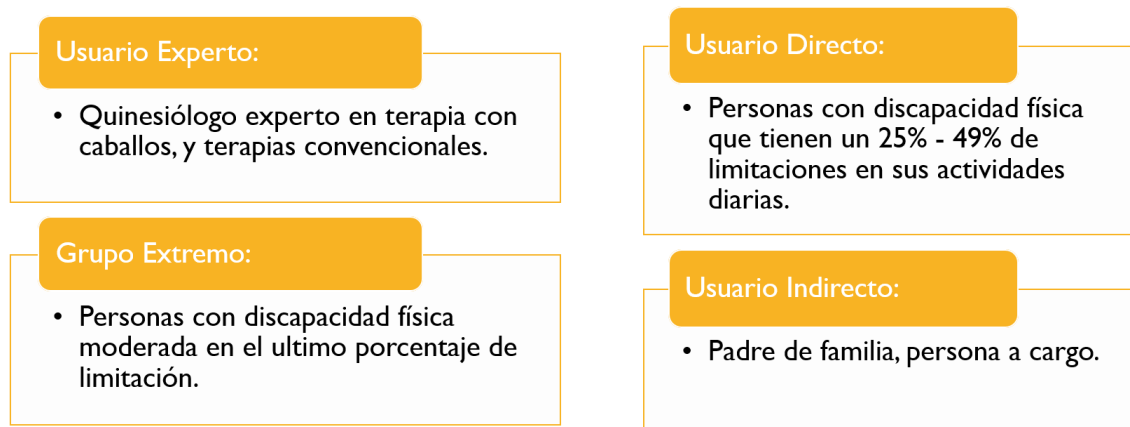 Usuario Experto:
• Quinesiólogo experto en terapia con
caballos, y terapias convencionales.
Grupo Extremo:
• Personas con discapacidad física
moderada en el ultimo porcentaje de
limitación.
Usuario Directo:
• Personas con discapacidad física
que tienen un 25% - 49% de
limitaciones en sus actividades
diarias.
Usuario Indirecto:
• Padre de familia, persona a cargo.